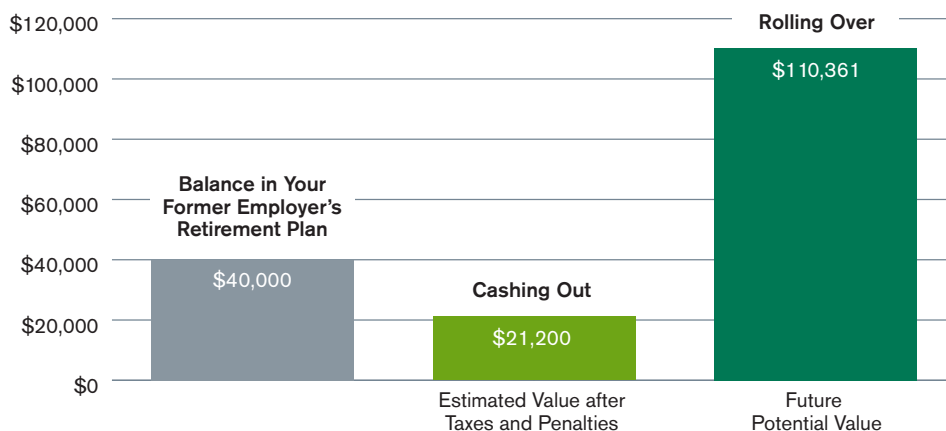 $120,000
$100,000
$80,000
$60,000
$40,000
$20,000
$0
Balance in Your
Former Employer's
Retirement Plan
$40,000
Cashing Out
$21,200
Estimated Value after
Taxes and Penalties
Rolling Over
$110,361
Future
Potential Value